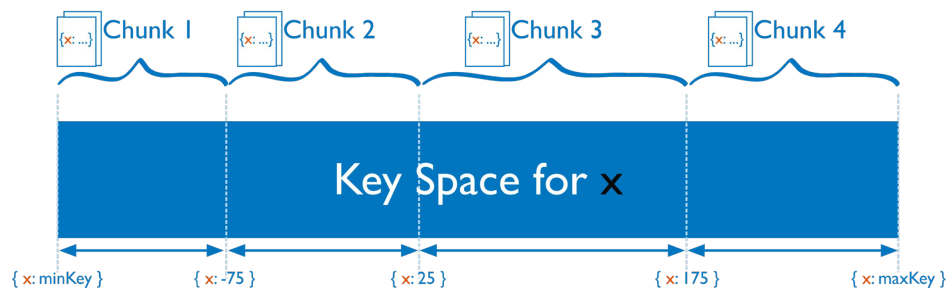 {x: ...} Chunk 1
{x: ...} Chunk 2
{x: ...} Chunk 3
{x: ...} Chunk 4
Key Space for x
{ x: minKey }
{ x: -75 }
{ x: 25 }
{ x: 175 }
{ x: maxKey }